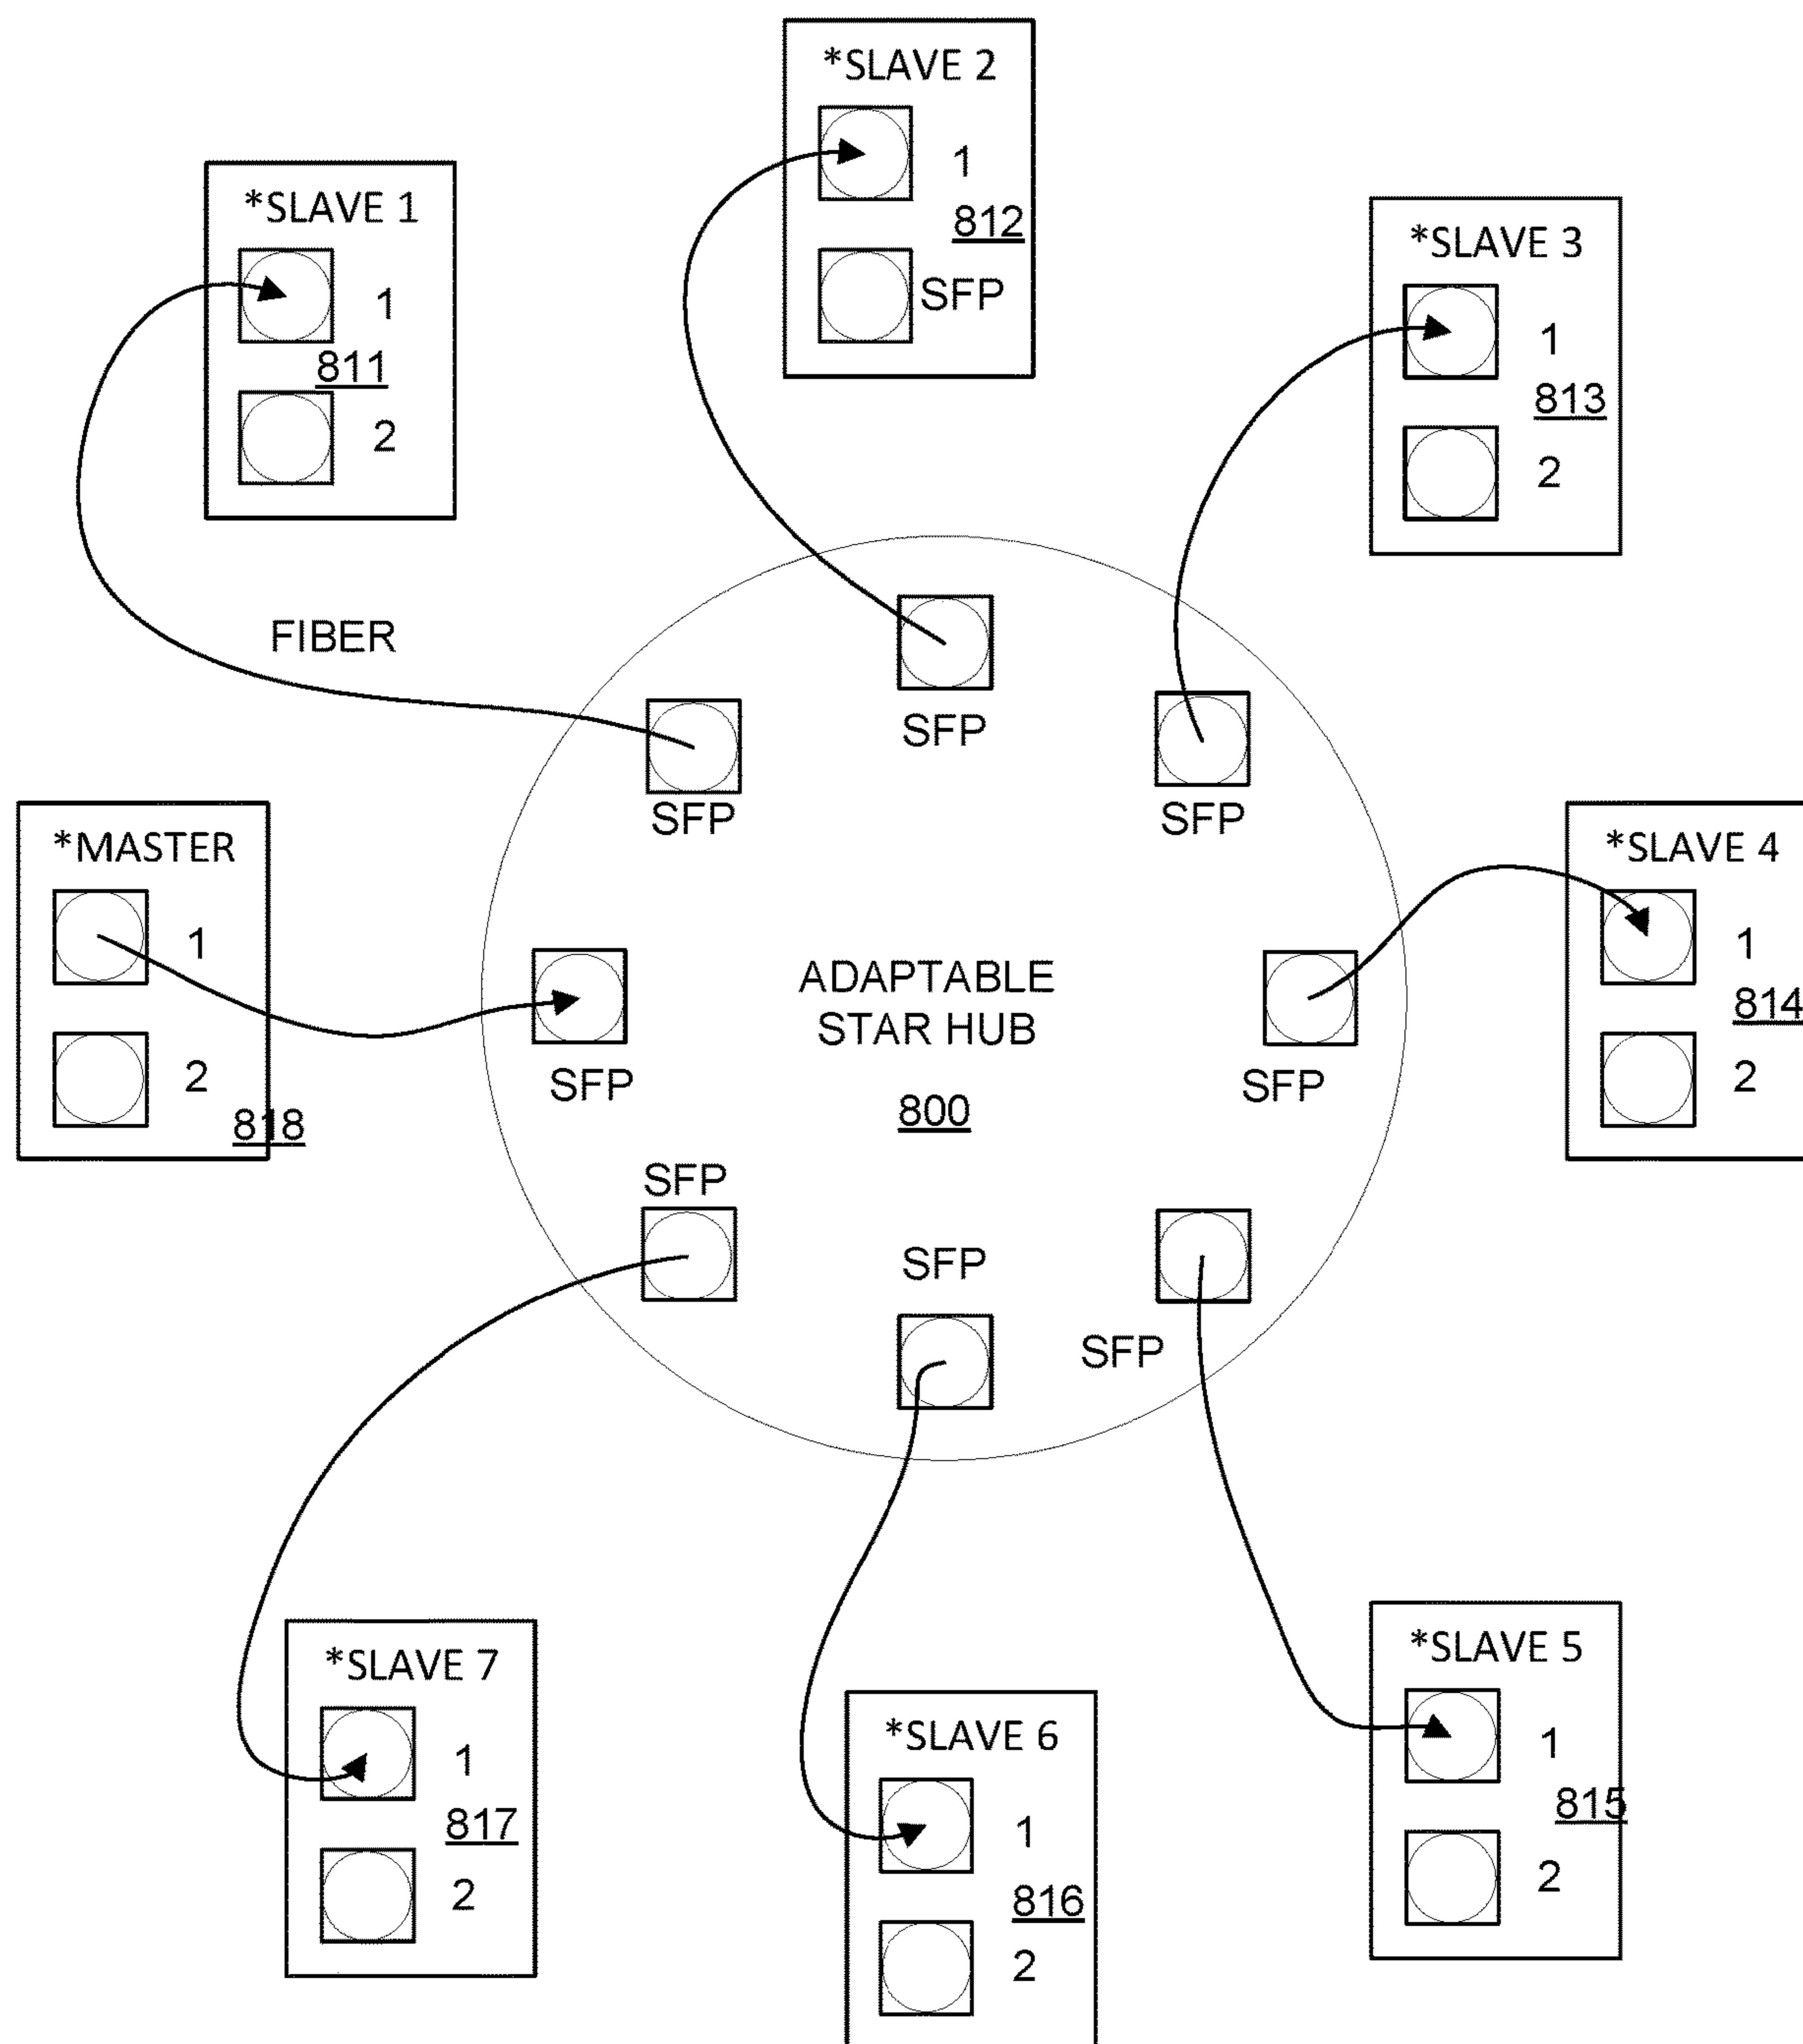 *SLAVE 2
1
812
SFP
*SLAVE 1
1
811
2
*SLAVE 3
1
813
2
FIBER
SFP
SFP
SFP
*MASTER
1
2
818
ADAPTABLE
STAR HUB
800
SFP
SFP
*SLAVE 4
1
814
2
SFP
SFP
SFP
*SLAVE 7
1
817
2
*SLAVE 6
1
816
2
*SLAVE 5
1
815
2